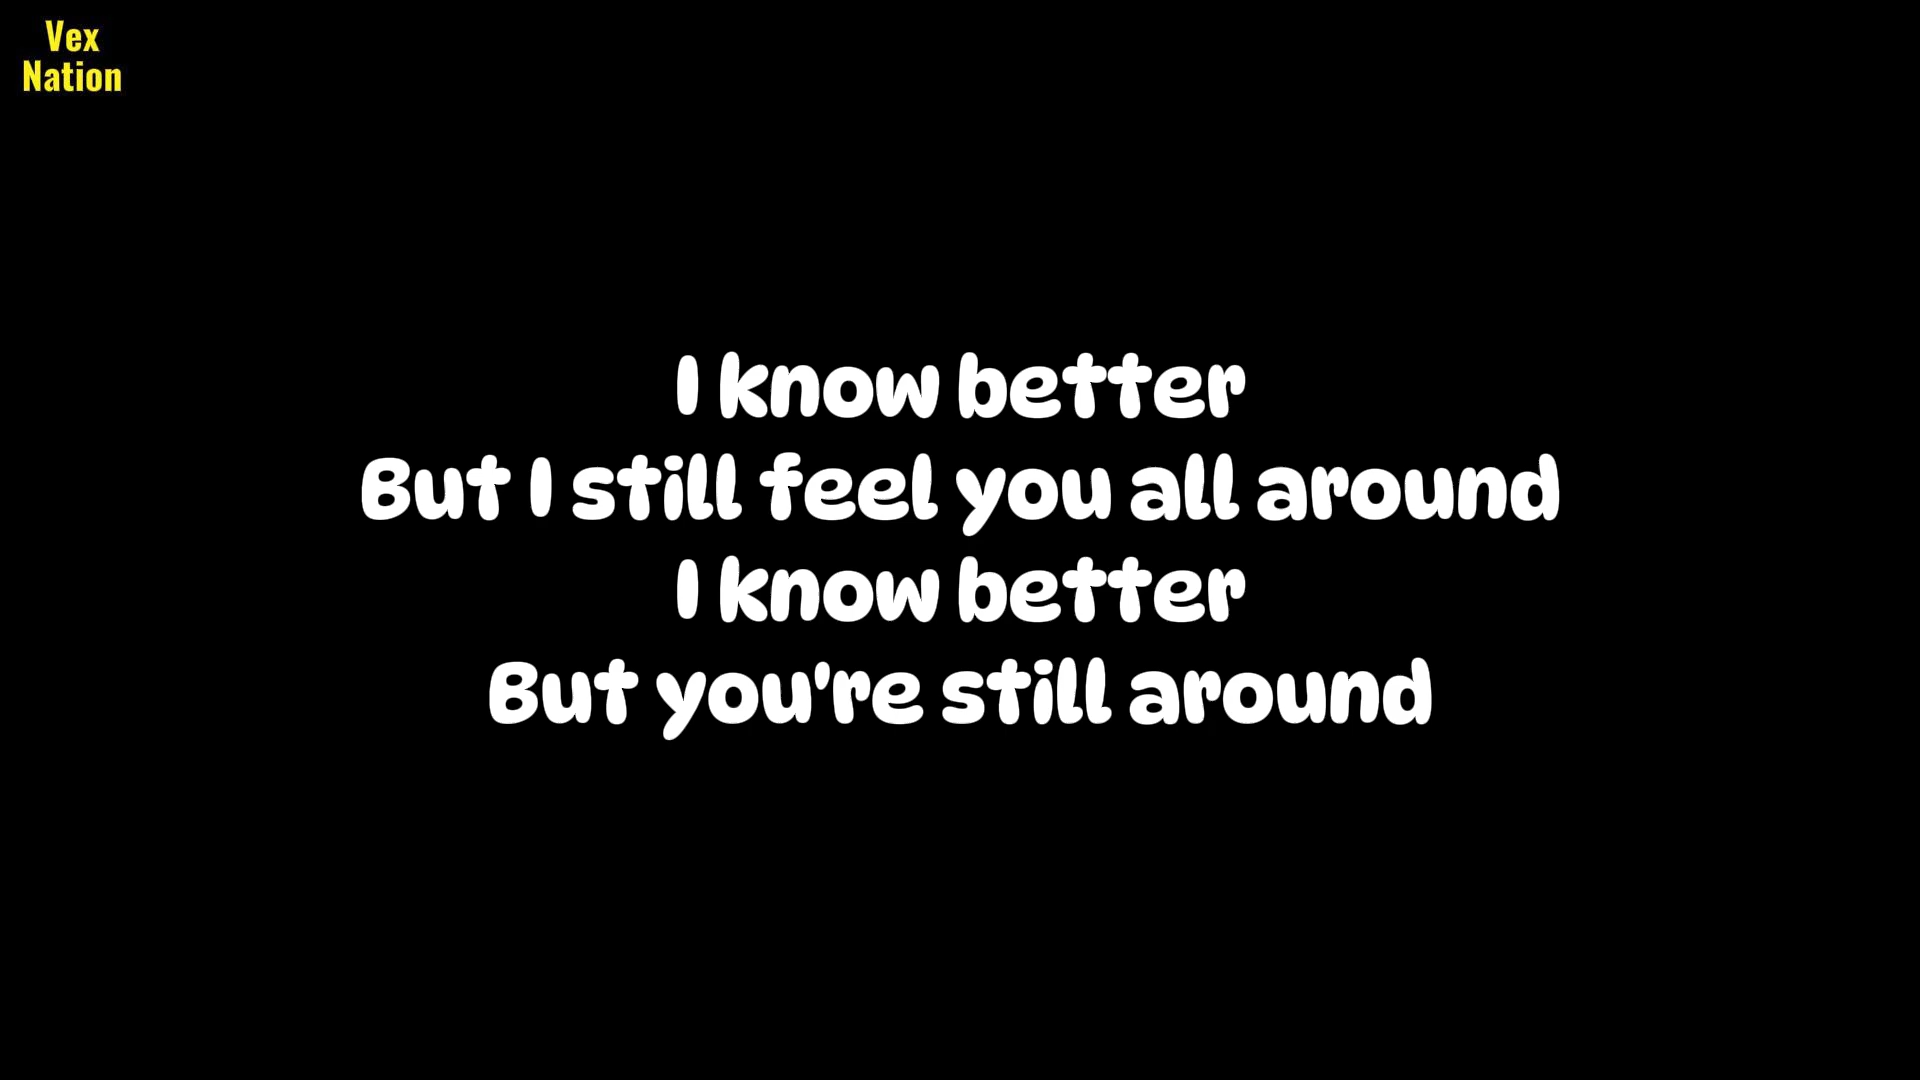 Vex
Nation
I know better
But I still feel you all around
I know better
But you're still around